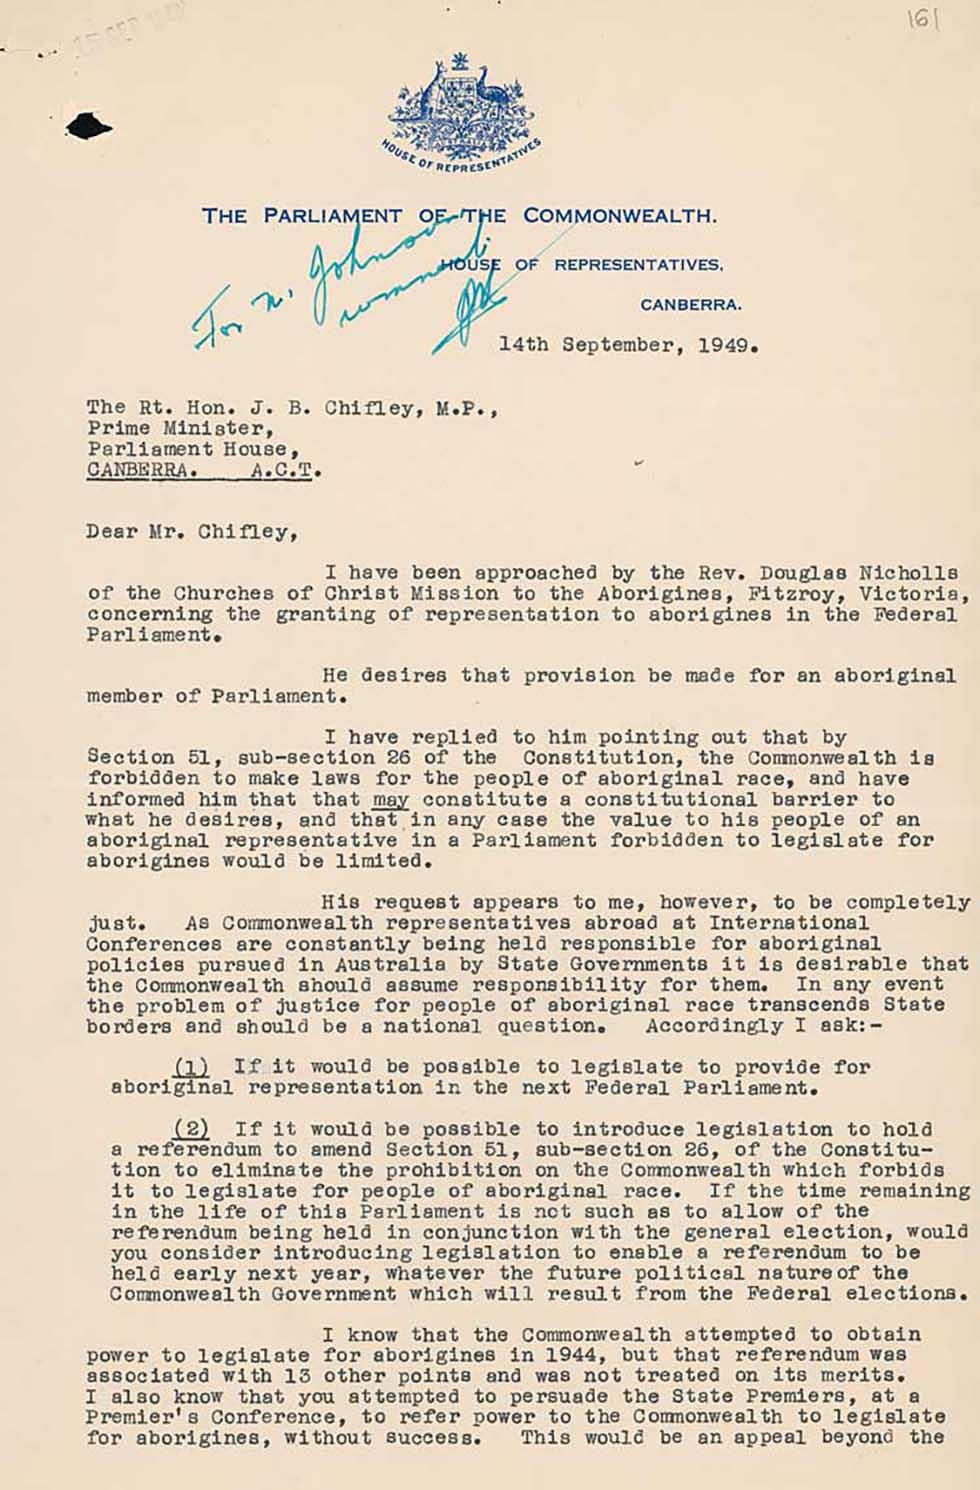 161
HOUSE OF REPRESENTATIVES
THE PARLIAMENT OF THE COMMONWEALTH.
HOUSE OF REPRESENTATIVES.
CANBERRA.
For Johnson
14th September, 1949.
The Rt. Hon. J. B. Chifley, M.P.,
Prime Minister,
Parliament House,
CANBERRA. A.C.T.
Dear Mr. Chifley,
I have been approached by the Rev. Douglas Nicholls
of the Churches of Christ Mission to the Aborigines, Fitzroy, Victoria,
concerning the granting of representation to aborigines in the Federal
Parliament.
He desires that provision be made for an aboriginal
member of Parliament.
I have replied to him pointing out that by
Section 51, sub-section 26 of the Constitution, the Commonwealth is
forbidden to make laws for the people of aboriginal race, and have
informed him that that may constitute a constitutional barrier to
what he desires, and that in any case the value to his people of an
aboriginal representative in a Parliament forbidden to legislate for
aborigines would be limited.
His request appears to me, however, to be completely
just. As Commonwealth representatives abroad at International
Conferences are constantly being held responsible for aboriginal
policies pursued in Australia by State Governments it is desirable that
the Commonwealth should assume responsibility for them. In any event
the problem of justice for people of aboriginal race transcends State
borders and should be a national question. Accordingly I ask:-
(1) If it would be possible to legislate to provide for
aboriginal representation in the next Federal Parliament.
(2) If it would be possible to introduce legislation to hold
a referendum to amend Section 51, sub-section 26, of the Constitu-
tion to eliminate the prohibition on the Commonwealth which forbids
it to legislate for people of aboriginal race. If the time remaining
in the life of this Parliament is not such as to allow of the
referendum being held in conjunction with the general election, would
you consider introducing legislation to enable a referendum to be
held early next year, whatever the future political nature of the
Commonwealth Government which will result from the Federal elections.
I know that the Commonwealth attempted to obtain
power to legislate for aborigines in 1944, but that referendum was
associated with 13 other points and was not treated on its merits.
I also know that you attempted to persuade the State Premiers, at a
Premier's Conference, to refer power to the Commonwealth to legislate
for aborigines, without success. This would be an appeal beyond the